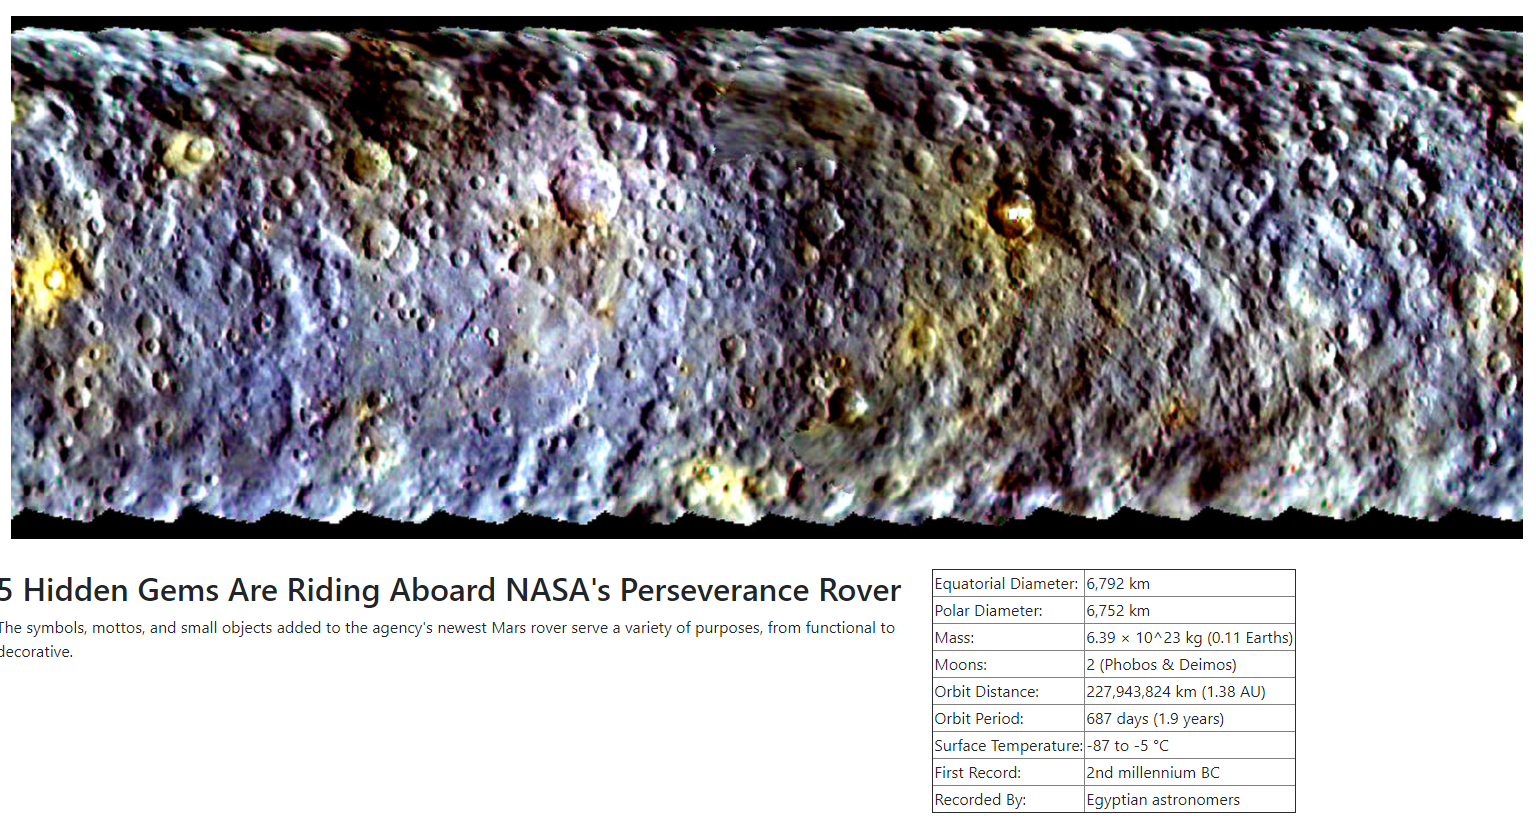 5 Hidden Gems Are Riding Aboard NASA's Perseverance Rover
The symbols, mottos, and small objects added to the agency's newest Mars rover serve a variety of purposes, from functional to
decorative.
Equatorial Diameter: 6,792 km
Polar Diameter: 6,752 km
Mass: 6.39 × 10^23 kg (0.11 Earths)
Moons: 2 (Phobos & Deimos)
Orbit Distance: 227,943,824 km (1.38 AU)
Orbit Period: 687 days (1.9 years)
Surface Temperature: -87 to -5 °C
First Record: 2nd millennium BC
Recorded By: Egyptian astronomers